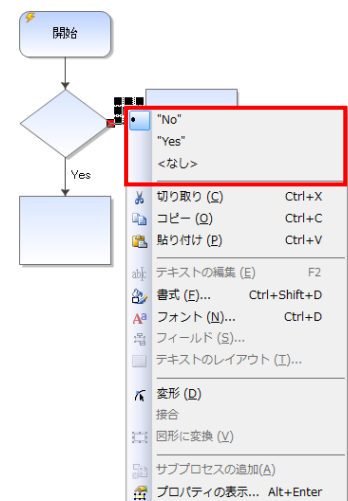 開始
Yes
"No"
"Yes"
<なし>
切り取り (C) Ctrl+X
コピー (O) Ctrl+C
貼り付け (P) Ctrl+V
テキストの編集 (E) F2
書式 (F)... Ctrl+Shift+D
フォント (N)... Ctrl+D
フィールド (S)...
テキストのレイアウト (T)...
変形 (D)
接合
図形に変換 (V)
サブプロセスの追加(A)
プロパティの表示... Alt+Enter